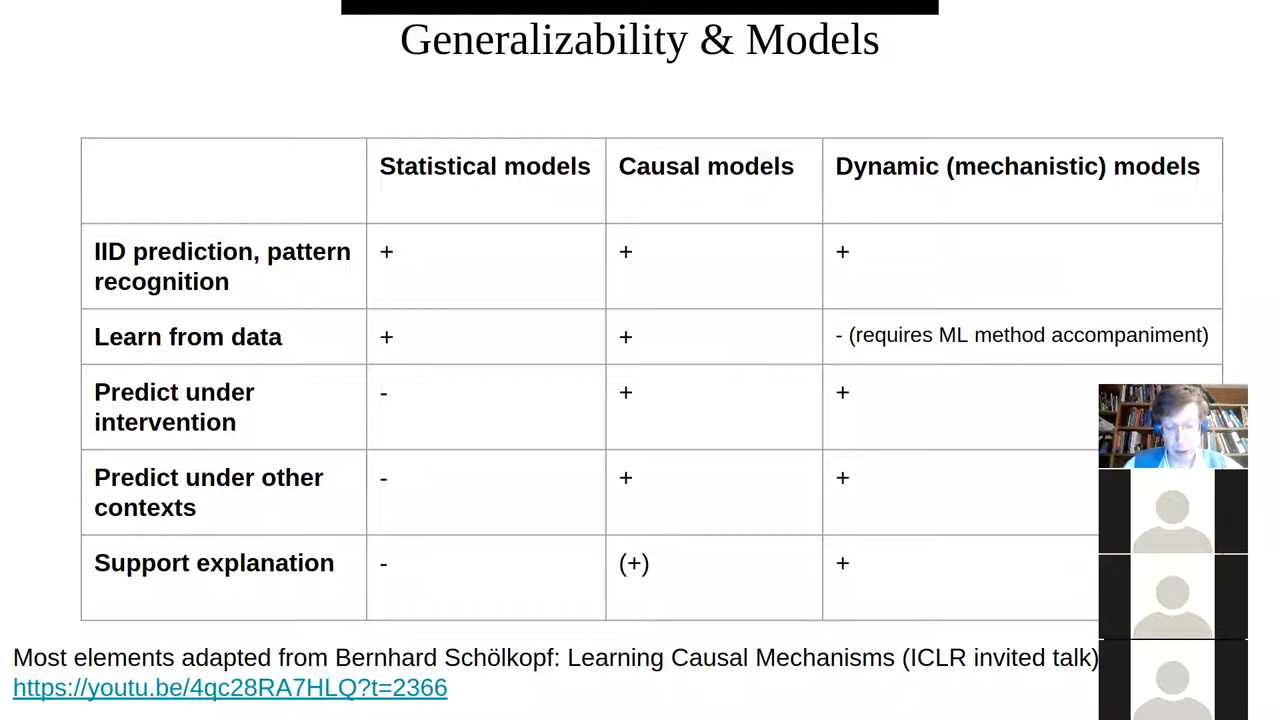 Generalizability & Models
Statistical models
Causal models
Dynamic (mechanistic) models
IID prediction, pattern
recognition
+
+
+
Learn from data
+
+
- (requires ML method accompaniment)
Predict under
intervention
-
+
+
Predict under other
contexts
-
+
+
Support explanation
-
(+)
+
Most elements adapted from Bernhard Schölkopf: Learning Causal Mechanisms (ICLR invited talk)
https://youtu.be/4qc28RA7HLQ?t=2366